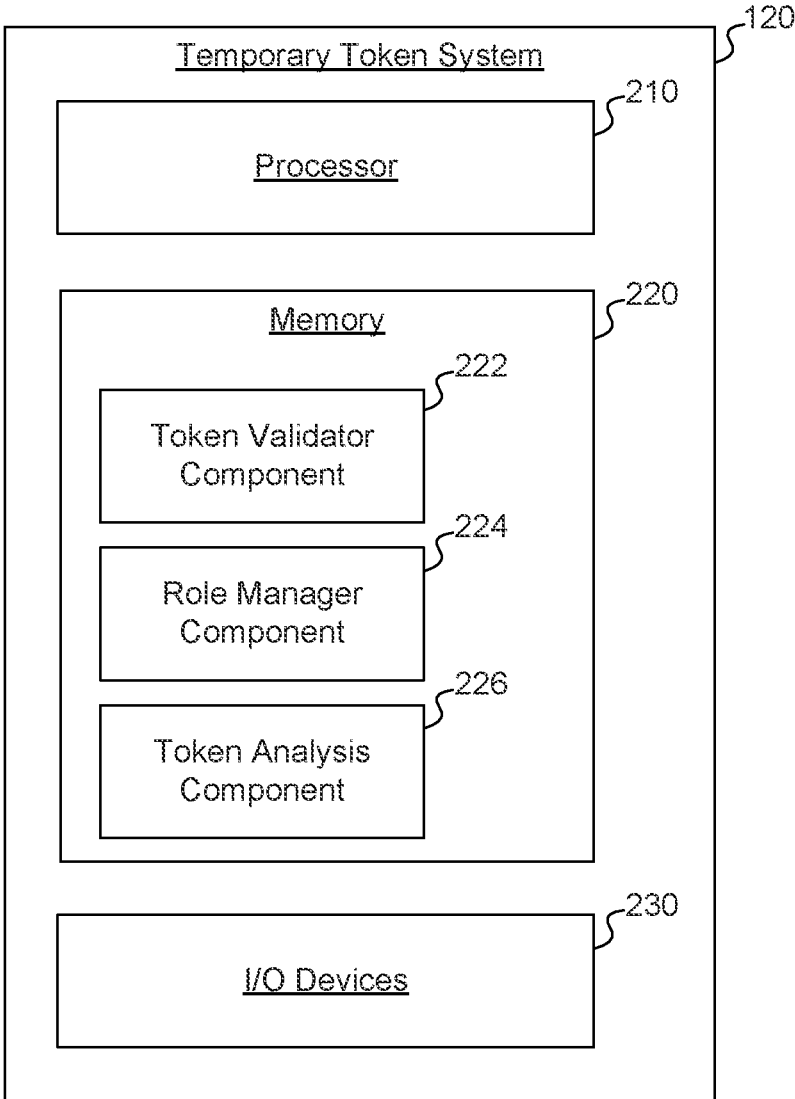 120
Temporary Token System
210
Processor
220
Memory
222
Token Validator
Component
224
Role Manager
Component
226
Token Analysis
Component
230
I/O Devices